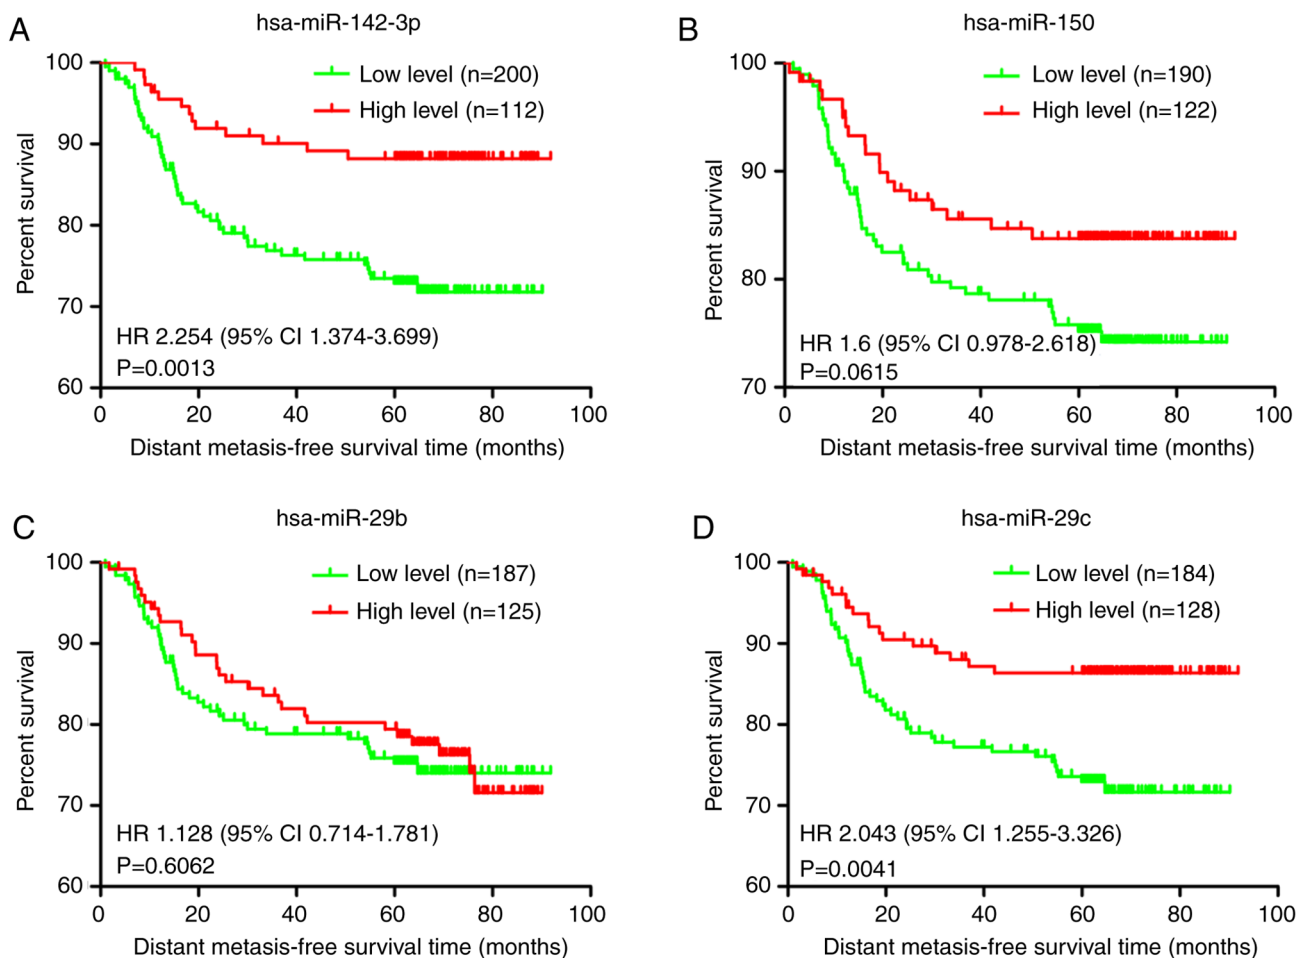 A
hsa-miR-142-3p
Low level (n=200)
High level (n=112)
Percent survival
100
90
80
70
60
HR 2.254 (95% CI 1.374-3.699)
P=0.0013
0 20 40 60 80 100
Distant metasis-free survival time (months)
B
hsa-miR-150
Low level (n=190)
High level (n=122)
Percent survival
100
90
80
70
HR 1.6 (95% CI 0.978-2.618)
P=0.0615
0 20 40 60 80 100
Distant metasis-free survival time (months)
C
hsa-miR-29b
Low level (n=187)
High level (n=125)
Percent survival
100
90
80
70
60
HR 1.128 (95% CI 0.714-1.781)
P=0.6062
0 20 40 60 80 100
Distant metasis-free survival time (months)
D
hsa-miR-29c
Low level (n=184)
High level (n=128)
Percent survival
100
90
80
70
60
HR 2.043 (95% CI 1.255-3.326)
P=0.0041
0 20 40 60 80 100
Distant metasis-free survival time (months)